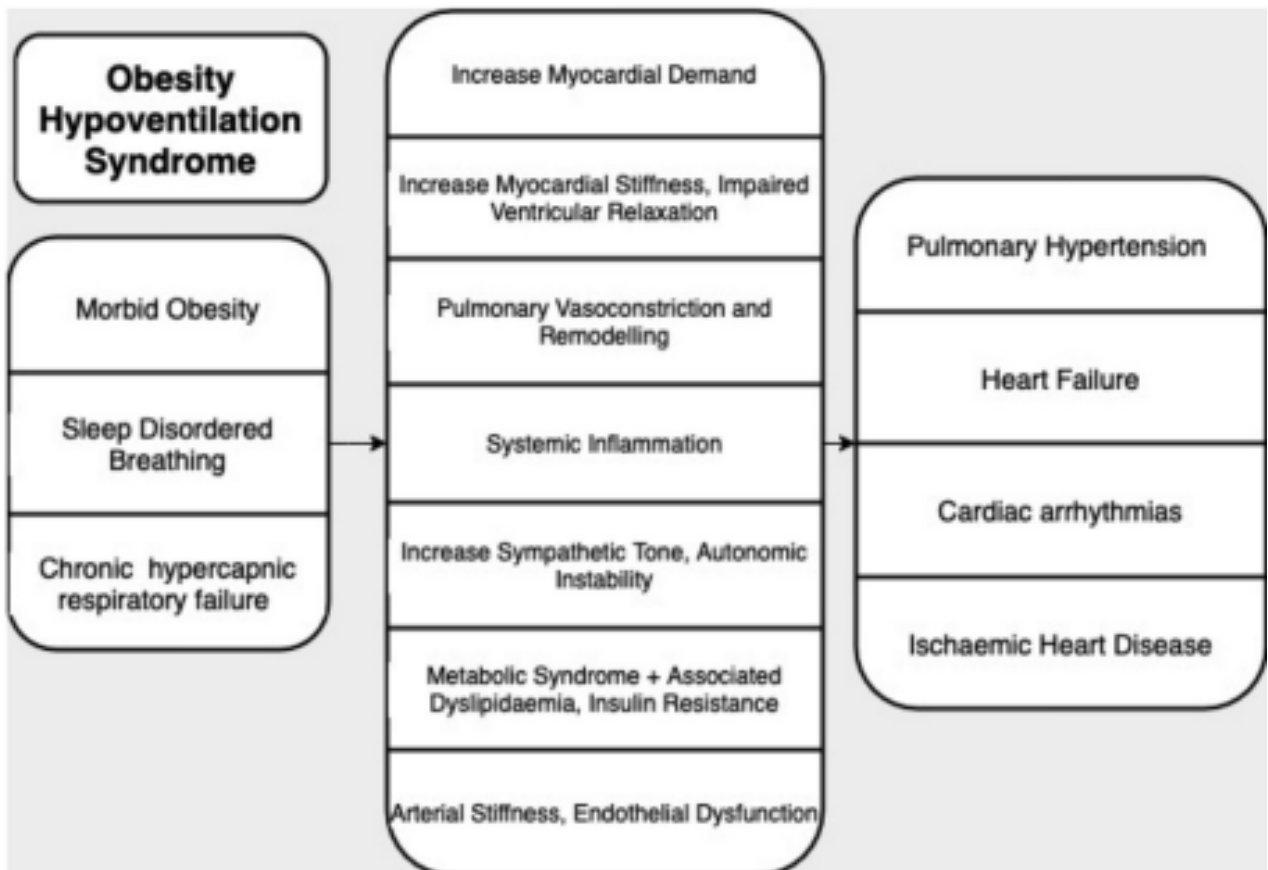 Obesity
Hypoventilation
Syndrome
Morbid Obesity
Sleep Disordered
Breathing
Chronic hypercapnic
respiratory failure
Increase Myocardial Demand
Increase Myocardial Stiffness, Impaired
Ventricular Relaxation
Pulmonary Vasoconstriction and
Remodelling
Systemic Inflammation
Increase Sympathetic Tone, Autonomic
Instability
Metabolic Syndrome + Associated
Dyslipidaemia, Insulin Resistance
Arterial Stiffness, Endothelial Dysfunction
Pulmonary Hypertension
Heart Failure
Cardiac arrhythmias
Ischaemic Heart Disease